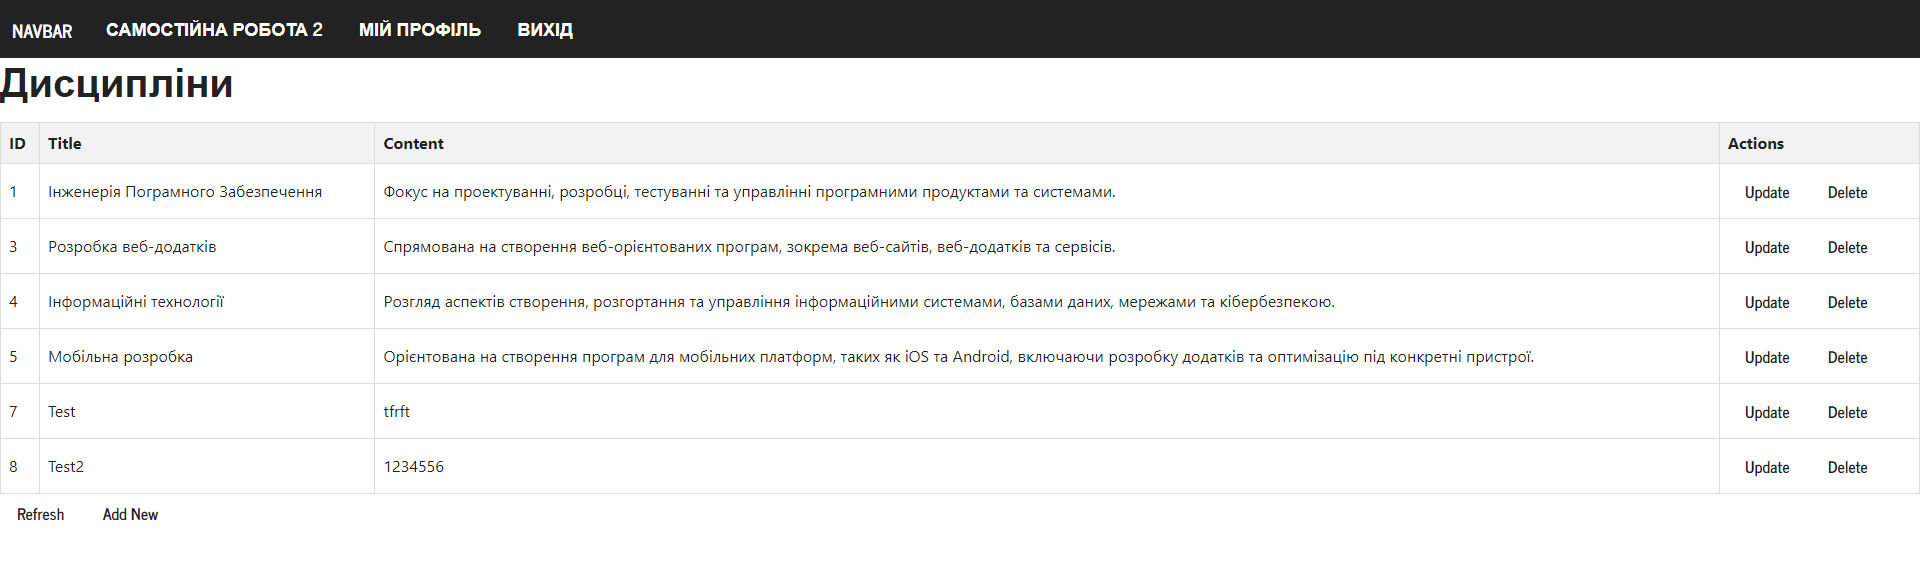 NAVBAR САМОСТІЙНА РОБОТА 2 МІЙ ПРОФІЛЬ ВИХІД
Дисципліни
ID Title Content Actions
1 Інженерія Пограмного Забезпечення Фокус на проектуванні, розробці, тестуванні та управлінні програмними продуктами та системами. Update Delete
3 Розробка веб-додатків Спрямована на створення веб-орієнтованих програм, зокрема веб-сайтів, веб-додатків та сервісів. Update Delete
4 Інформаційні технології Розгляд аспектів створення, розгортання та управління інформаційними системами, базами даних, мережами та кібербезпекою. Update Delete
5 Мобільна розробка Орієнтована на створення програм для мобільних платформ, таких як iOS та Android, включаючи розробку додатків та оптимізацію під конкретні пристрої. Update Delete
7 Test tfrft Update Delete
8 Test2 1234556 Update Delete
Refresh Add New